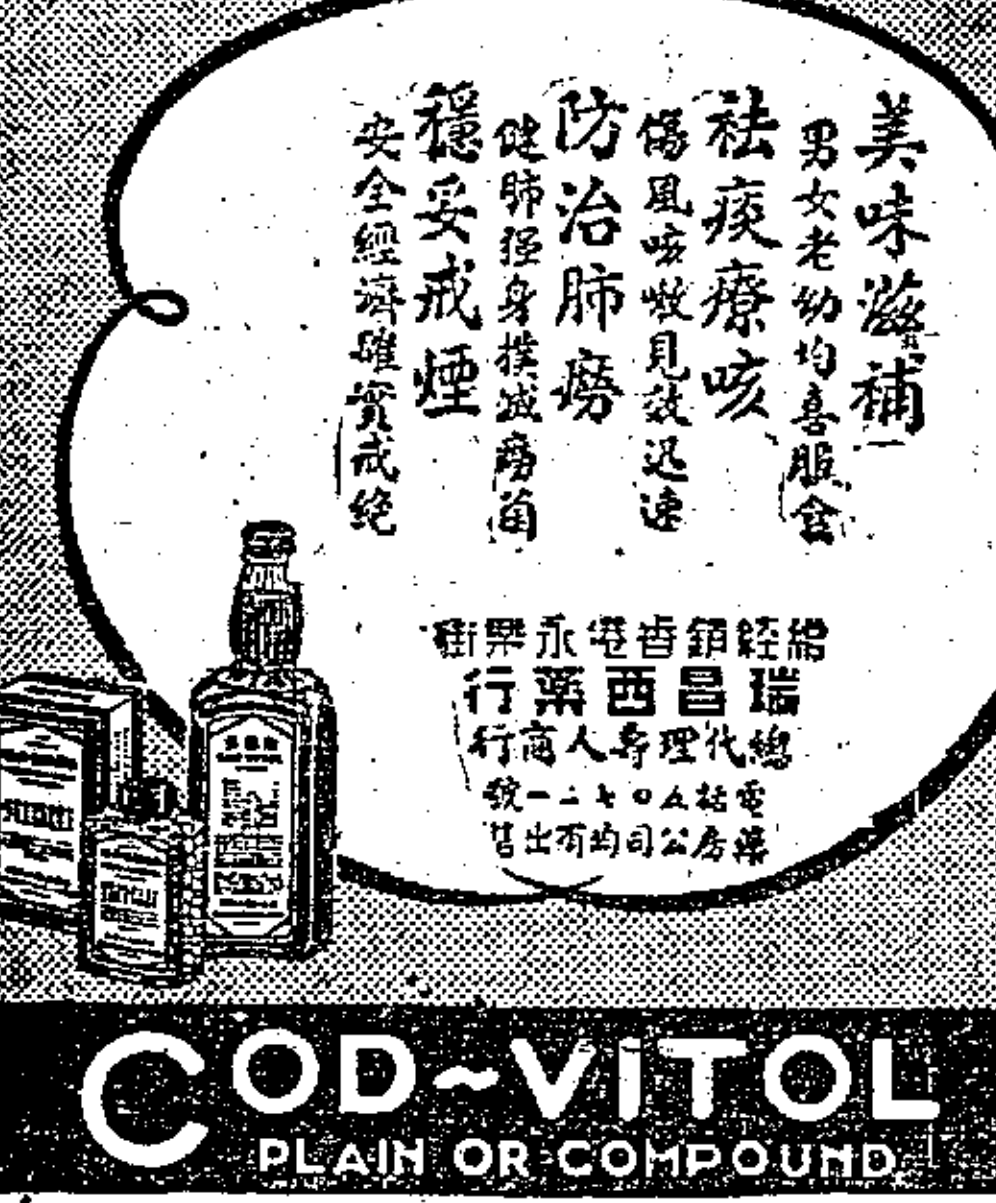 美味滋補
男女老幼均喜服食
祛痰療咳
傷風咳嗽見效迅速
防治肺癆
健肺强身撲滅癆菌
穩妥戒煙
安全經濟確實戒絕
總經銷香港永樂街
瑞昌西藥行
總代理專人商行
電話五〇七二一號
藥房公司均有出售
COD~VITOL
PLAIN OR COMPOUND